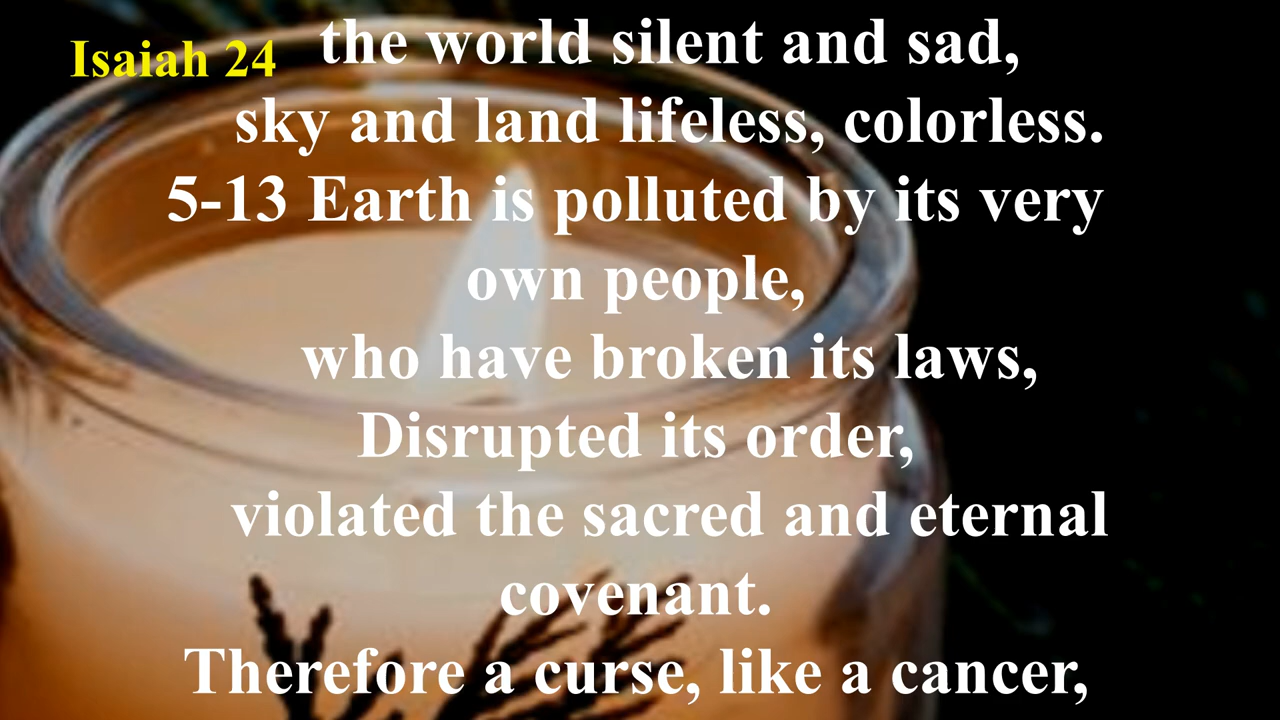 Isaiah 24
the world silent and sad,
sky and land lifeless, colorless.
5-13 Earth is polluted by its very
own people,
who have broken its laws,
Disrupted its order,
violated the sacred and eternal
covenant.
Therefore a curse, like a cancer,